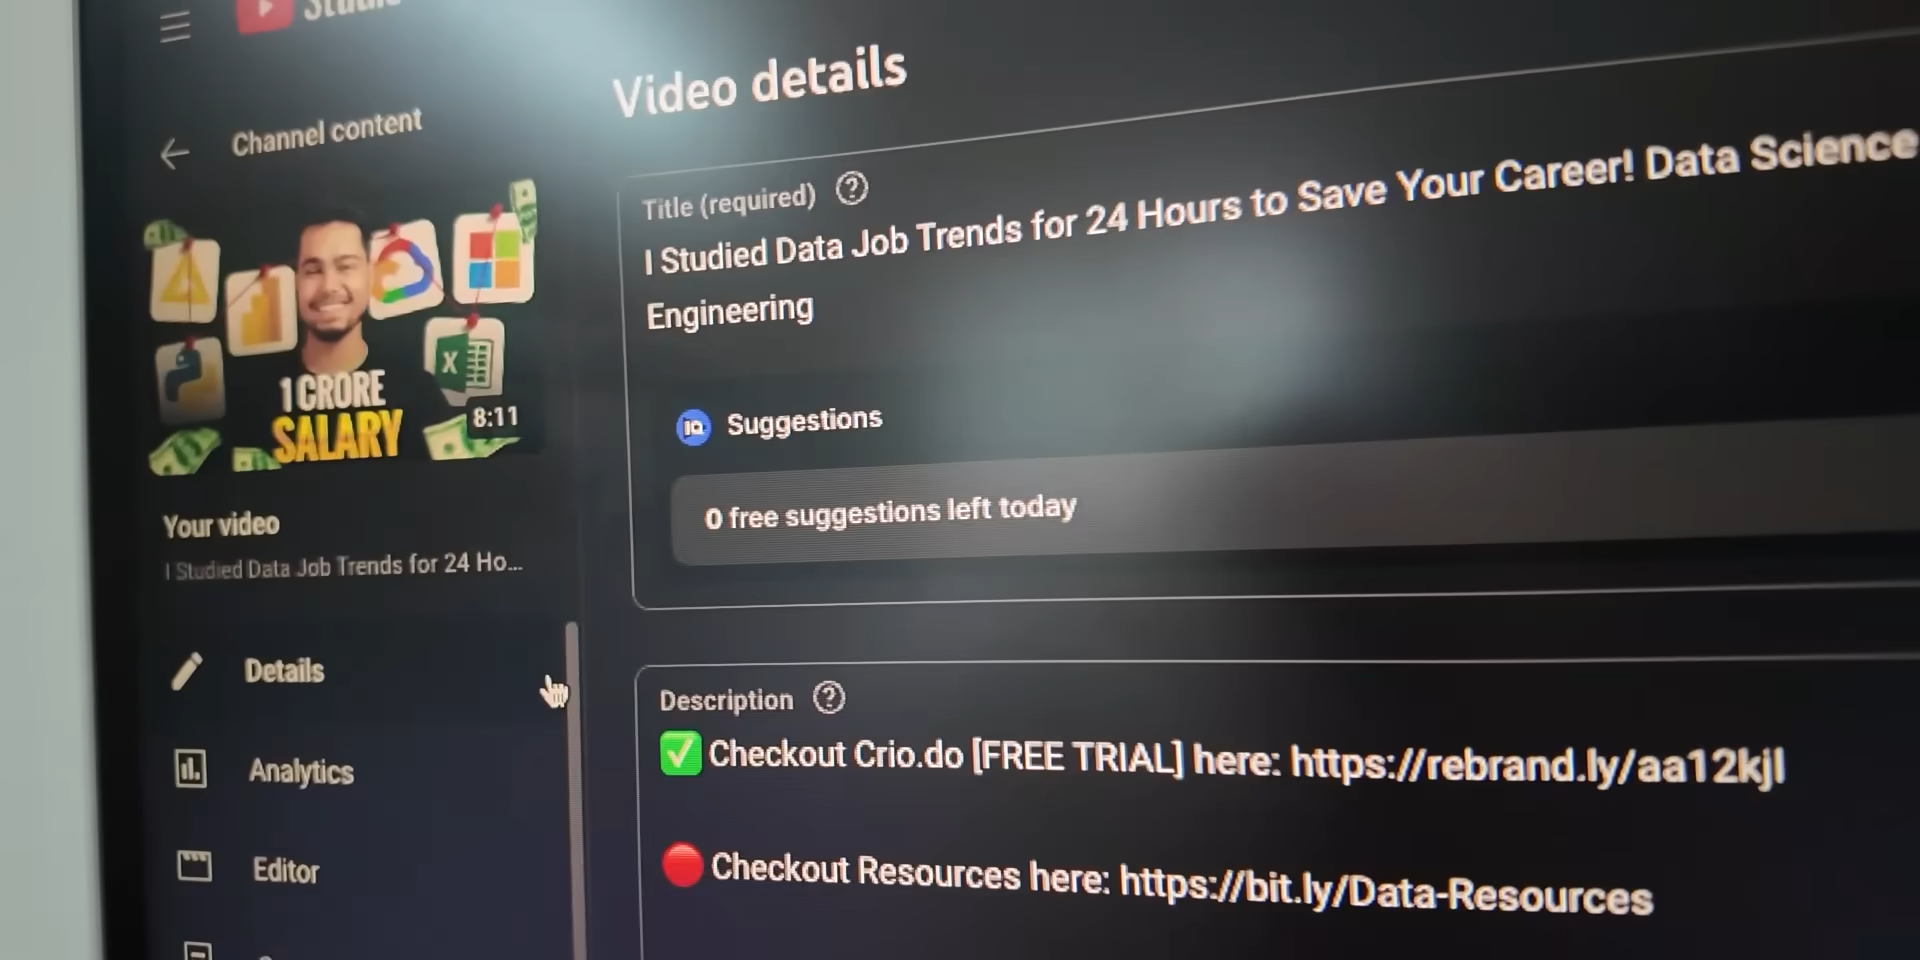 Studio
Channel content
1 CRORE
SALARY
8:11
Your video
I Studied Data Job Trends for 24 Ho...
Details
Analytics
Editor
Video details
Title (required)
I Studied Data Job Trends for 24 Hours to Save Your Career! Data Science
Engineering
Suggestions
0 free suggestions left today
Description
✅ Checkout Crio.do [FREE TRIAL] here: https://rebrand.ly/aa12kjl
🔴 Checkout Resources here: https://bit.ly/Data-Resources